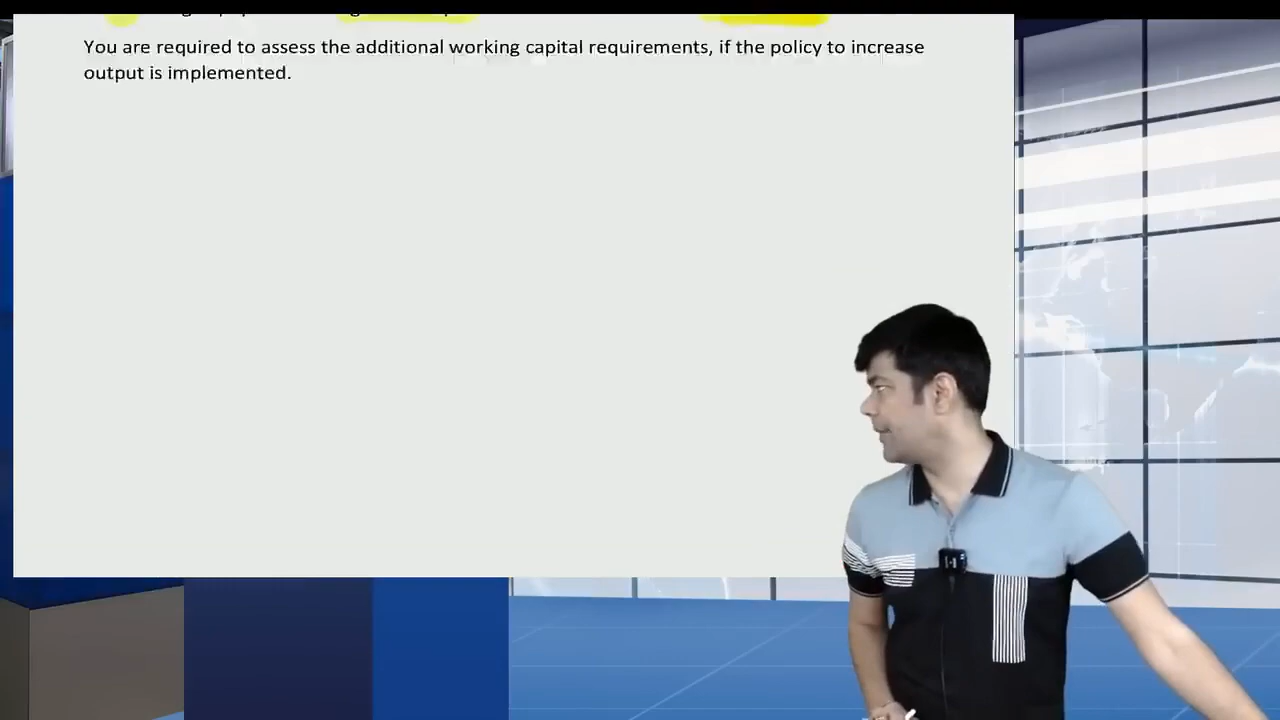 You are required to assess the additional working capital requirements, if the policy to increase
output is implemented.